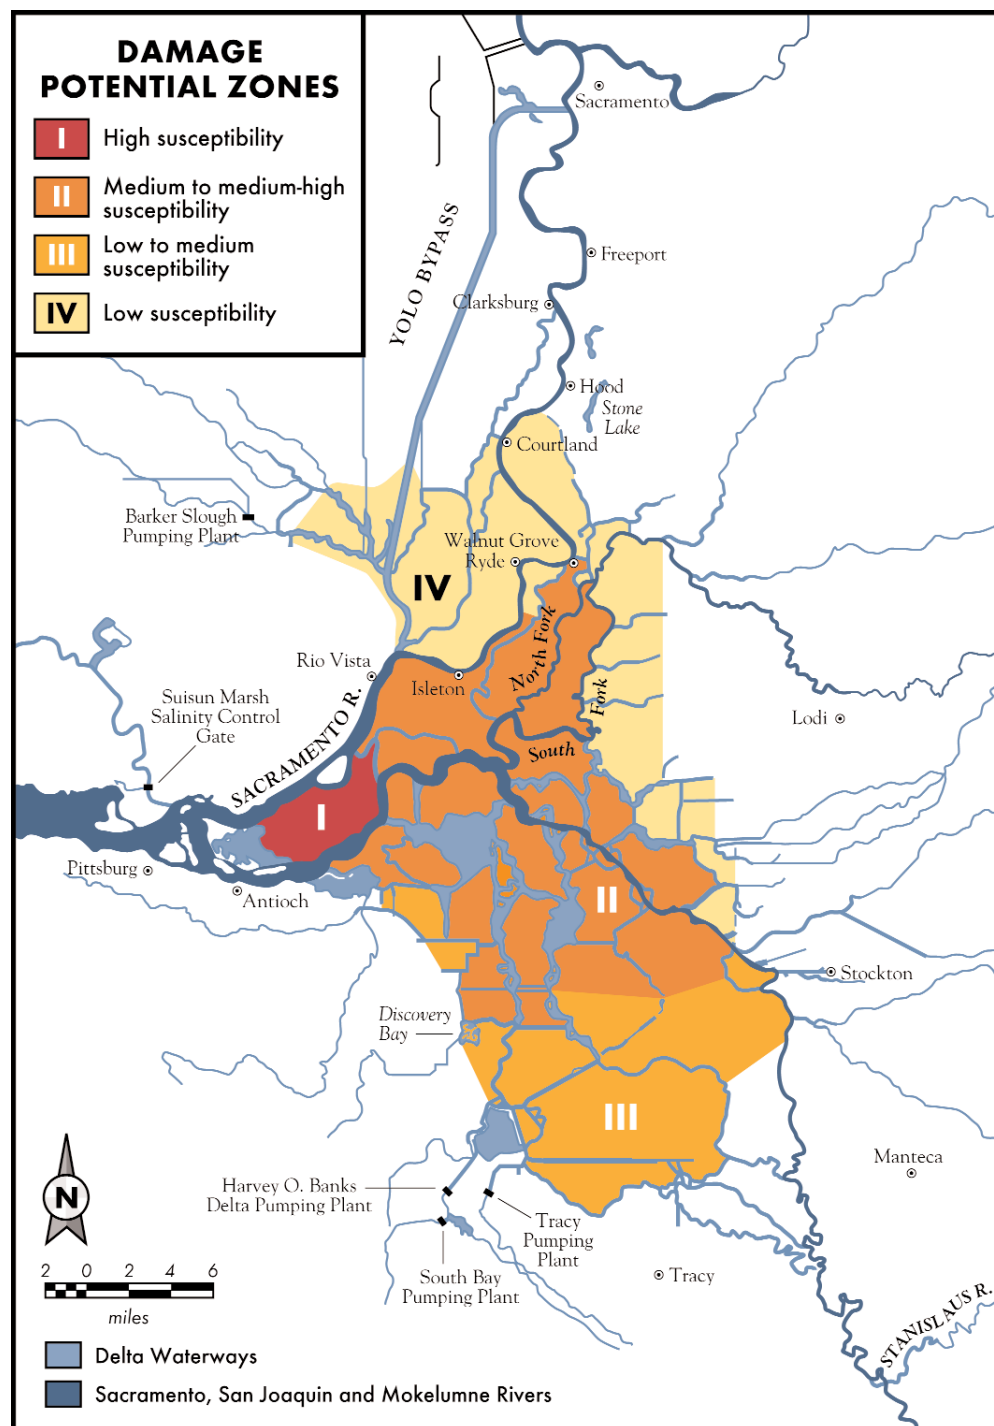 DAMAGE
POTENTIAL ZONES
I
High susceptibility
II
Medium to medium-high
susceptibility
III
Low to medium
susceptibility
IV
Low susceptibility
Sacramento
YOLO BYPASS
Freeport
Clarksburg
Hood
Stone
Lake
Courtland
Barker Slough
Pumping Plant
Walnut Grove
Ryde
IV
North Fork
Rio Vista
Isleton
Fork
South
Suisun Marsh
Salinity Control
Gate
SACRAMENTO R.
Lodi
I
Pittsburg
Antioch
II
Stockton
Discovery
Bay
III
Manteca
Harvey O. Banks
Delta Pumping Plant
Tracy
Pumping
Plant
South Bay
Pumping Plant
Tracy
STANISLAUS R.
N
2 0 2 4 6
miles
Delta Waterways
Sacramento, San Joaquin and Mokelumne Rivers